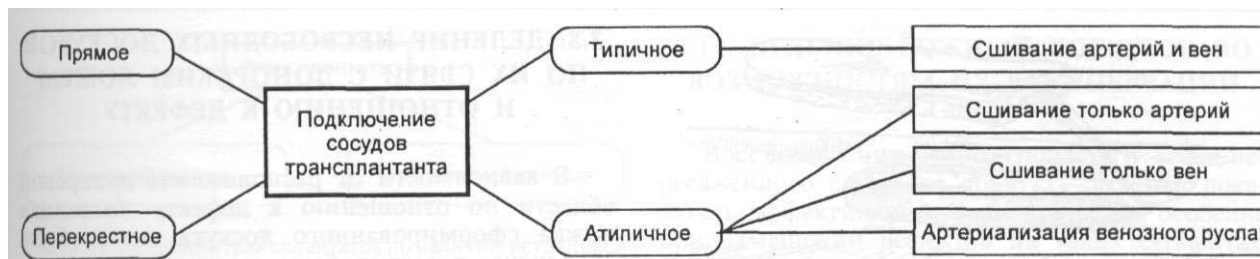 Прямое
Типичное
Сшивание артерий и вен
Сшивание только артерий
Подключение
сосудов
трансплантанта
Сшивание только вен
Перекрестное
Атипичное
Артериализация венозного русла